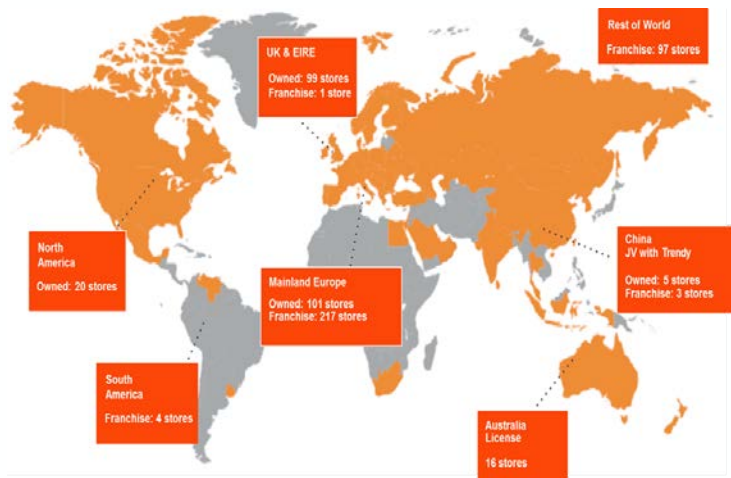 Rest of World
Franchise: 97 stores
UK & EIRE
Owned: 99 stores
Franchise: 1 store
North
America
Owned: 20 stores
Mainland Europe
Owned: 101 stores
Franchise: 217 stores
China
JV with Trendy
Owned: 5 stores
Franchise: 3 stores
South
America
Franchise: 4 stores
Australia
License
16 stores